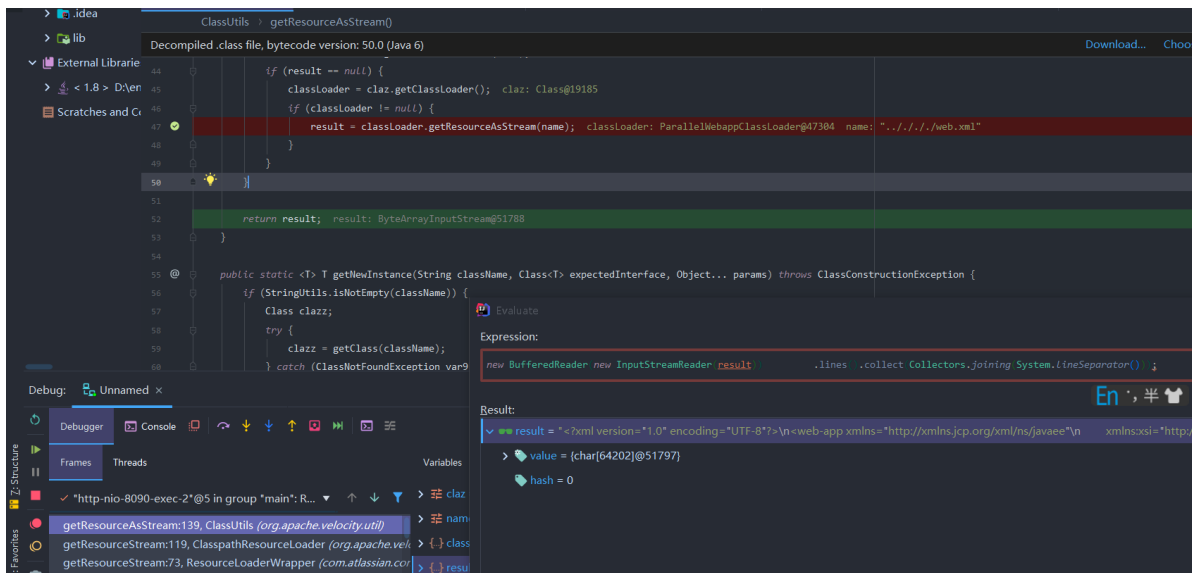 .idea
ClassUtils > getResourceAsStream()
lib
Decompiled .class file, bytecode version: 50.0 (Java 6)
Download...
External Librarie
44 if (result == null) {
< 1.8 > D:\en
45 classLoader = claz.getClassLoader(); claz: Class@19185
Scratches and Co
46 if (classLoader != null) {
47 result = classLoader.getResourceAsStream(name); classLoader: ParallelWebappClassLoader@47304 name: ".././././web.xml"
48 }
49 }
50 }
51
52 return result; result: ByteArrayInputStream@51788
53 }
54
55 @ public static <T> T getNewInstance(String className, Class<T> expectedInterface, Object... params) throws ClassConstructionException {
56 if (StringUtils.isNotEmpty(className)) {
57 Class clazz;
58 try {
59 clazz = getClass(className);
60 } catch (ClassNotFoundException var9
Evaluate
Expression:
new BufferedReader new InputStreamReader result .lines .collect Collectors.joining System.lineSeparator() ;
En 半
Result:
result = "<?xml version="1.0" encoding="UTF-8"?>\n<web-app xmlns="http://xmlns.jcp.org/xml/ns/javaee"\n xmlns:xsi="http:/
value = {char[64202]@51797}
hash = 0
Debug: Unnamed ×
Debugger Console
Frames Threads Variables
"http-nio-8090-exec-2"@5 in group "main": R...
claz
getResourceAsStream:139, ClassUtils (org.apache.velocity.util)
getResourceStream:119, ClasspathResourceLoader (org.apache.velo
getResourceStream:73, ResourceLoaderWrapper (com.atlassian.cor
Z: Structure
Favorites